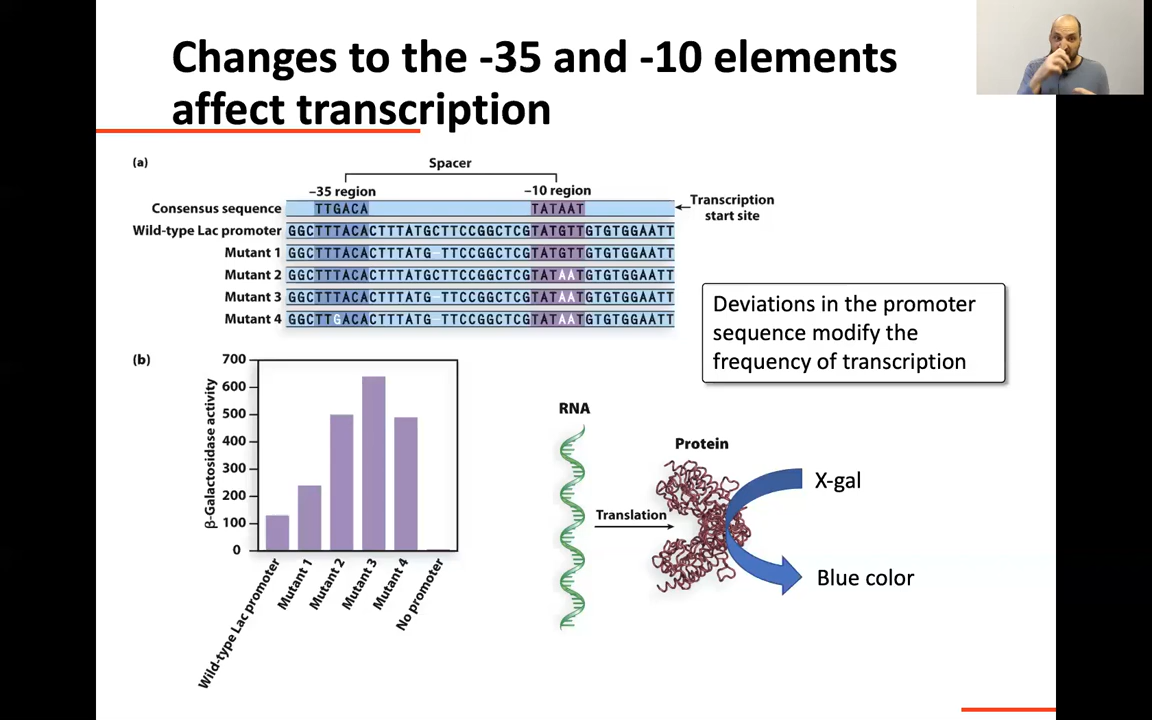 Changes to the -35 and -10 elements
affect transcription
(a)
Spacer
–35 region
–10 region
Consensus sequence TTGACA TATAAT
Transcription
start site
Wild-type Lac promoter GGCTTTACACTTTATGCTTCCGGCTCGTATGTTGTGTGGAATT
Mutant 1 GGCTTTACACTTTATG-TTCCGGCTCGTATGTTGTGTGGAATT
Mutant 2 GGCTTTACACTTTATGCTTCCGGCTCGTATAATGTGTGGAATT
Mutant 3 GGCTTTACACTTTATG-TTCCGGCTCGTATAATGTGTGGAATT
Mutant 4 GGCTTGACACTTTATG-TTCCGGCTCGTATAATGTGTGGAATT
Deviations in the promoter
sequence modify the
frequency of transcription
(b)
β-Galactosidase activity
700
600
500
400
300
200
100
0
Wild-type Lac promoter
Mutant 1
Mutant 2
Mutant 3
Mutant 4
No promoter
RNA
Translation
Protein
X-gal
Blue color